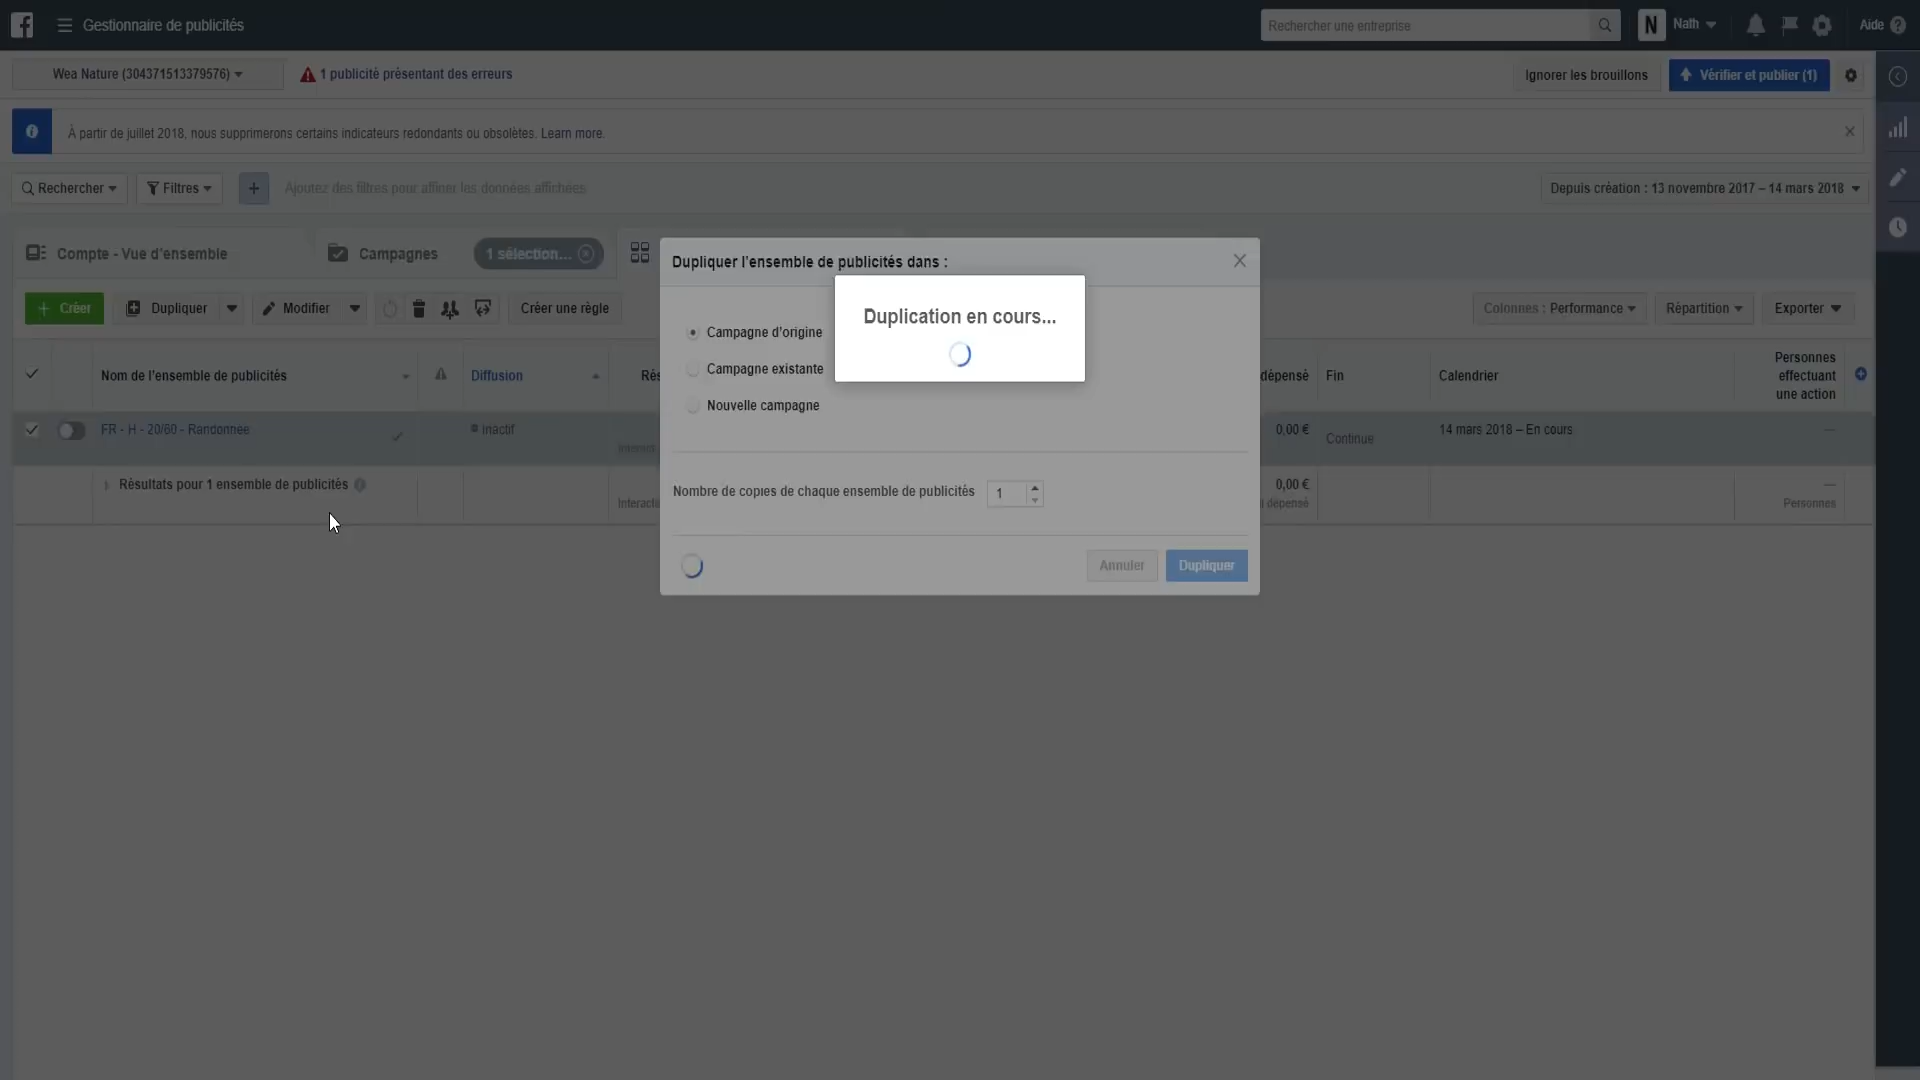 Gestionnaire de publicités
Rechercher une entreprise
N
Nath
Aide
Wea Nature (304371513379576)
1 publicité présentant des erreurs
Ignorer les brouillons
Vérifier et publier (1)
À partir de juillet 2018, nous supprimerons certains indicateurs redondants ou obsolètes. Learn more.
Rechercher
Filtres
Ajoutez des filtres pour affiner les données affichées
Depuis création : 13 novembre 2017 – 14 mars 2018
Compte - Vue d'ensemble
Campagnes
1 sélection...
Dupliquer l'ensemble de publicités dans :
Duplication en cours...
Créer
Dupliquer
Modifier
Créer une règle
Colonnes : Performance
Répartition
Exporter
Campagne d'origine
Campagne existante
Nouvelle campagne
Nom de l'ensemble de publicités
Diffusion
Rés
dépensé
Fin
Calendrier
Personnes
effectuant
une action
FR - H - 20/60 - Randonnee
Inactif
0,00 €
Continue
14 mars 2018 – En cours
—
Résultats pour 1 ensemble de publicités
Interacti
Nombre de copies de chaque ensemble de publicités
1
0,00 €
dépensé
—
Personnes
Annuler
Dupliquer